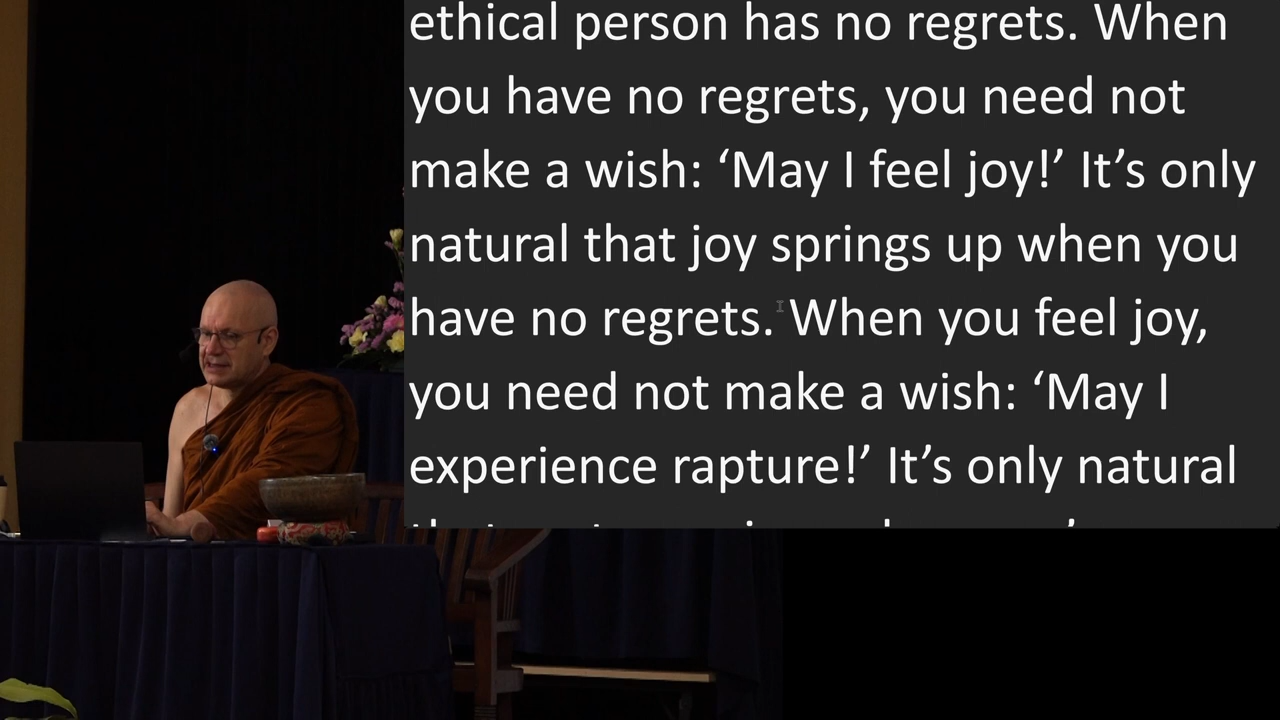 ethical person has no regrets. When
you have no regrets, you need not
make a wish: ‘May I feel joy!’ It’s only
natural that joy springs up when you
have no regrets. When you feel joy,
you need not make a wish: ‘May I
experience rapture!’ It’s only natural